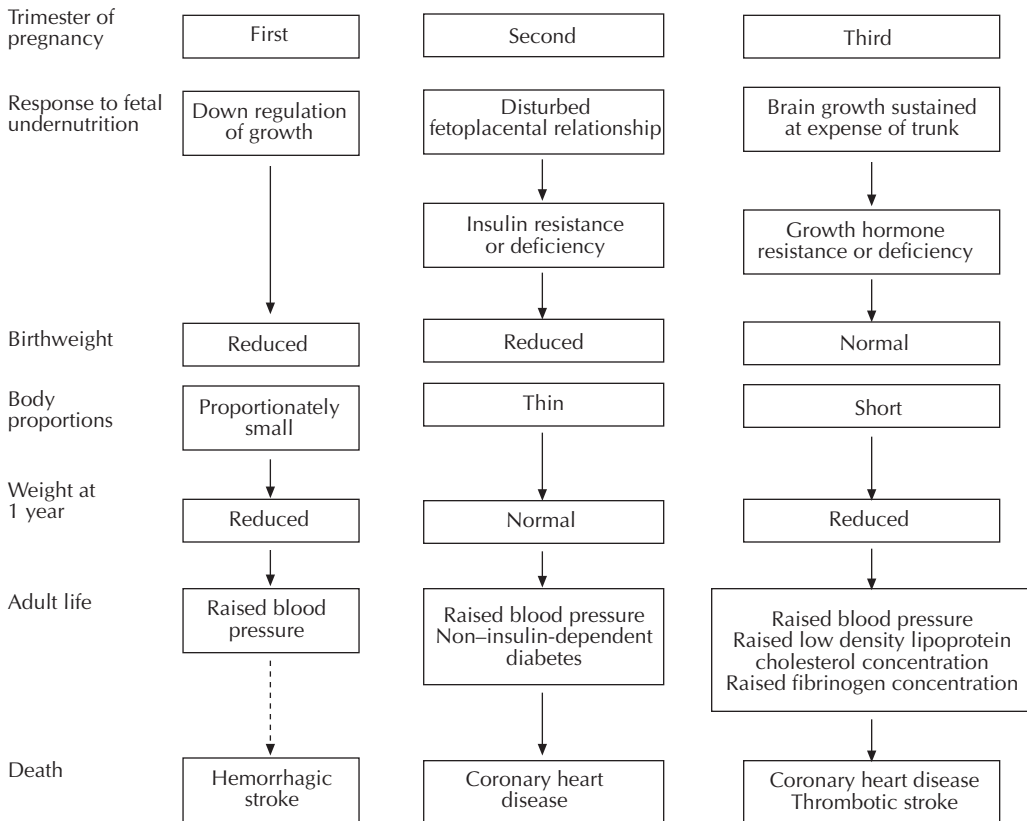 Trimester of
pregnancy
First
Second
Third
Response to fetal
undernutrition
Down regulation
of growth
Disturbed
fetoplacental relationship
Brain growth sustained
at expense of trunk
Insulin resistance
or deficiency
Growth hormone
resistance or deficiency
Birthweight
Reduced
Reduced
Normal
Body
proportions
Proportionately
small
Thin
Short
Weight at
1 year
Reduced
Normal
Reduced
Adult life
Raised blood
pressure
Raised blood pressure
Non–insulin-dependent
diabetes
Raised blood pressure
Raised low density lipoprotein
cholesterol concentration
Raised fibrinogen concentration
Death
Hemorrhagic
stroke
Coronary heart
disease
Coronary heart disease
Thrombotic stroke